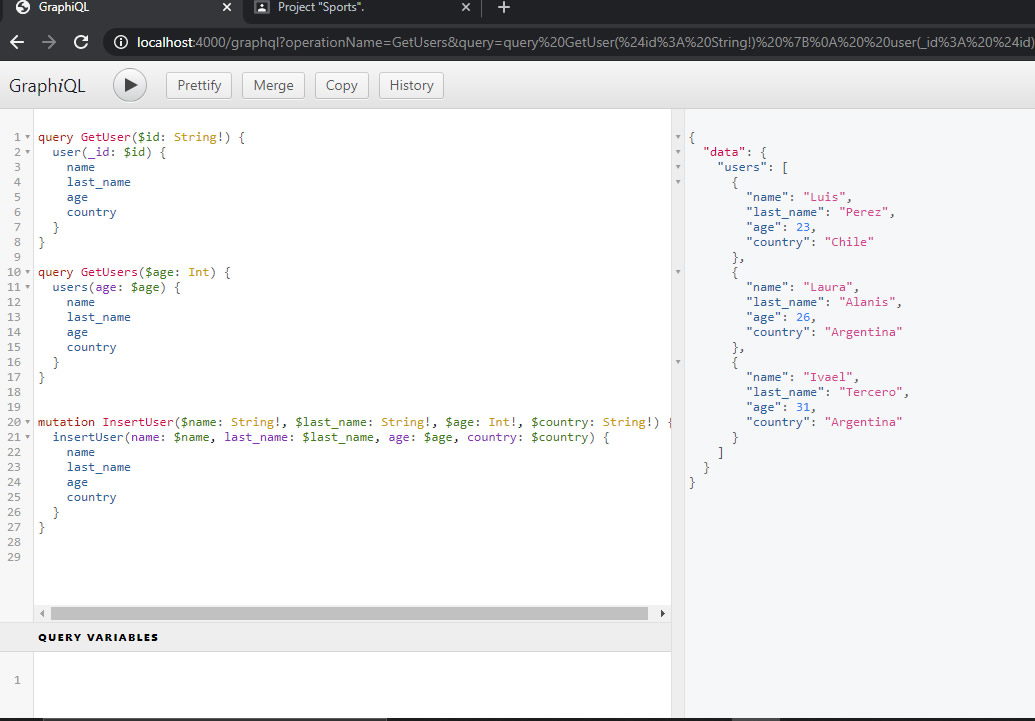 GraphiQL
Project "Sports".
localhost:4000/graphql?operationName=GetUsers&query=query%20GetUser(%24id%3A%20String!)%20%7B%0A%20%20user(_id%3A%20%24id)
GraphiQL
Prettify
Merge
Copy
History
1 query GetUser($id: String!) {
2 user(_id: $id) {
3 name
4 last_name
5 age
6 country
7 }
8 }
9
10 query GetUsers($age: Int) {
11 users(age: $age) {
12 name
13 last_name
14 age
15 country
16 }
17 }
18
19
20 mutation InsertUser($name: String!, $last_name: String!, $age: Int!, $country: String!) {
21 insertUser(name: $name, last_name: $last_name, age: $age, country: $country) {
22 name
23 last_name
24 age
25 country
26 }
27 }
28
29
QUERY VARIABLES
1
{
"data": {
"users": [
{
"name": "Luis",
"last_name": "Perez",
"age": 23,
"country": "Chile"
},
{
"name": "Laura",
"last_name": "Alanis",
"age": 26,
"country": "Argentina"
},
{
"name": "Ivael",
"last_name": "Tercero",
"age": 31,
"country": "Argentina"
}
]
}
}